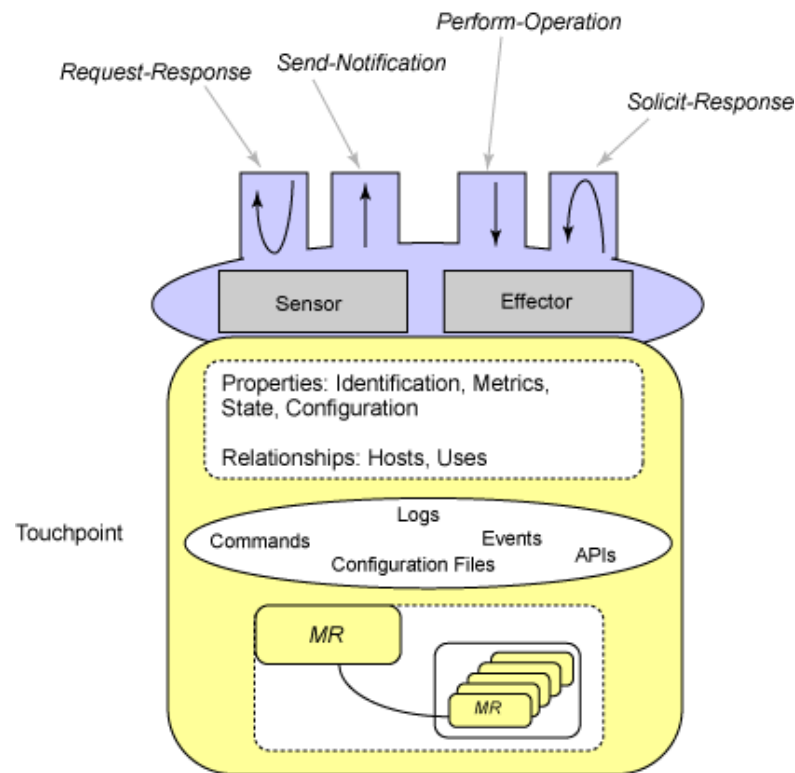 Perform-Operation
Send-Notification
Request-Response
Solicit-Response
Sensor
Effector
Properties: Identification, Metrics,
State, Configuration
Relationships: Hosts, Uses
Touchpoint
Logs
Commands
Events
Configuration Files
APIs
MR
MR